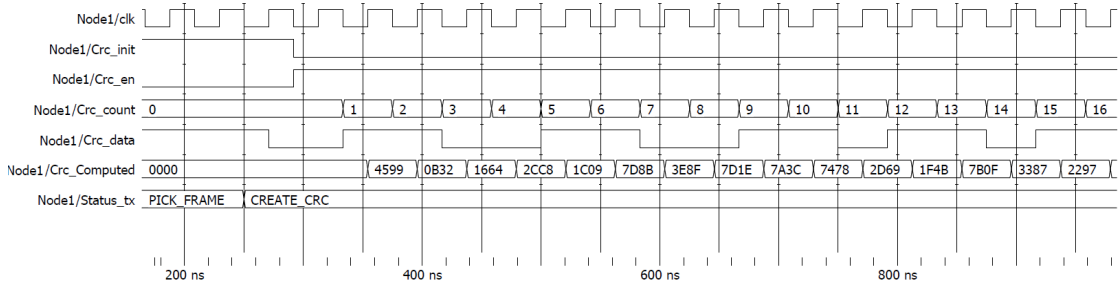 Node1/clk
Node1/Crc_init
Node1/Crc_en
Node1/Crc_count 0 1 2 3 4 5 6 7 8 9 10 11 12 13 14 15 16
Node1/Crc_data
Node1/Crc_Computed 0000 4599 0B32 1664 2CC8 1C09 7D8B 3E8F 7D1E 7A3C 7478 2D69 1F4B 7B0F 3387 2297
Node1/Status_tx PICK_FRAME CREATE_CRC
200 ns 400 ns 600 ns 800 ns